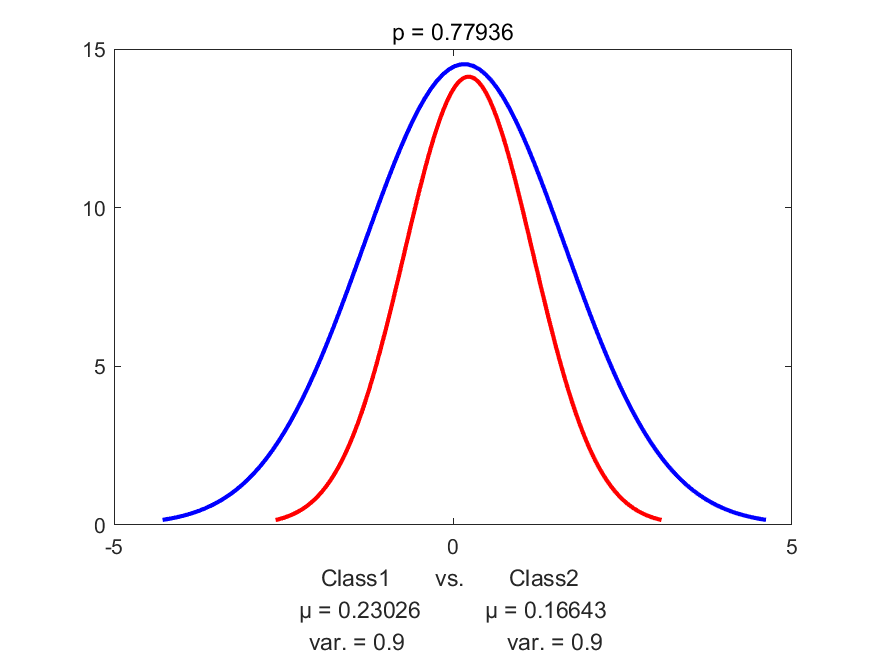 p = 0.77936
15
10
5
0
-5 0 5
Class1 vs. Class2
μ = 0.23026 μ = 0.16643
var. = 0.9 var. = 0.9